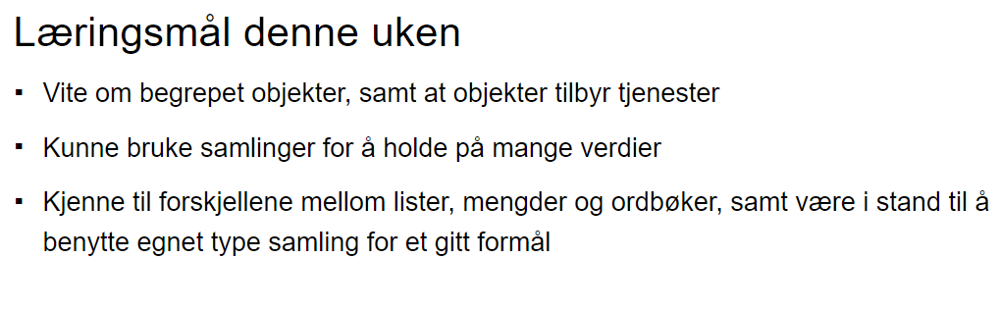 Læringsmål denne uken
▪ Vite om begrepet objekter, samt at objekter tilbyr tjenester
▪ Kunne bruke samlinger for å holde på mange verdier
▪ Kjenne til forskjellene mellom lister, mengder og ordbøker, samt være i stand til å
benytte egnet type samling for et gitt formål